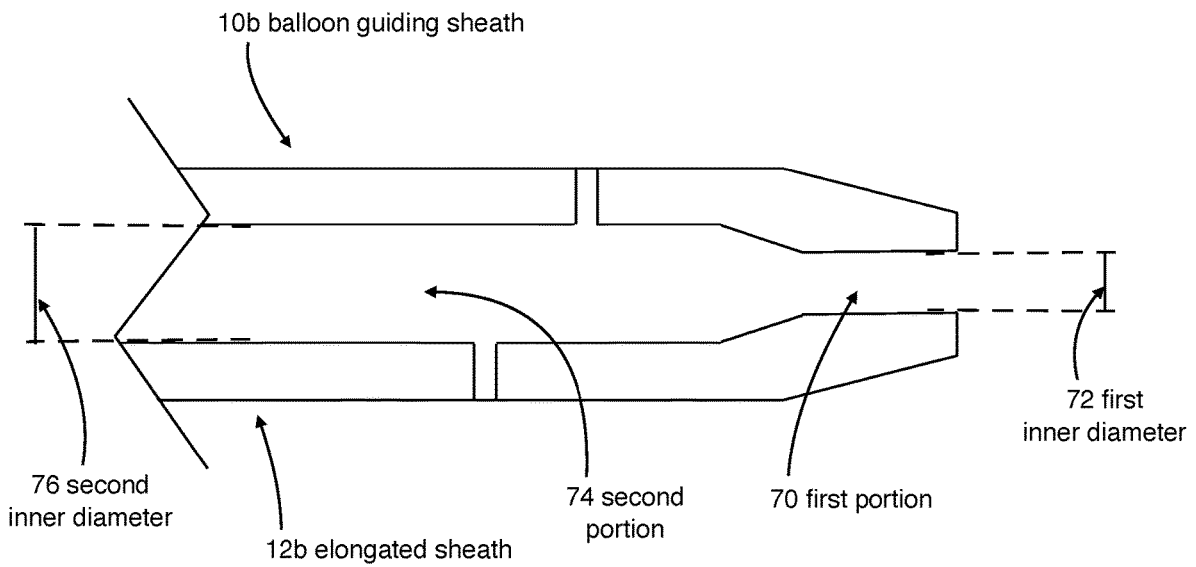 10b balloon guiding sheath
72 first
inner diameter
76 second
inner diameter
74 second
portion
70 first portion
12b elongated sheath